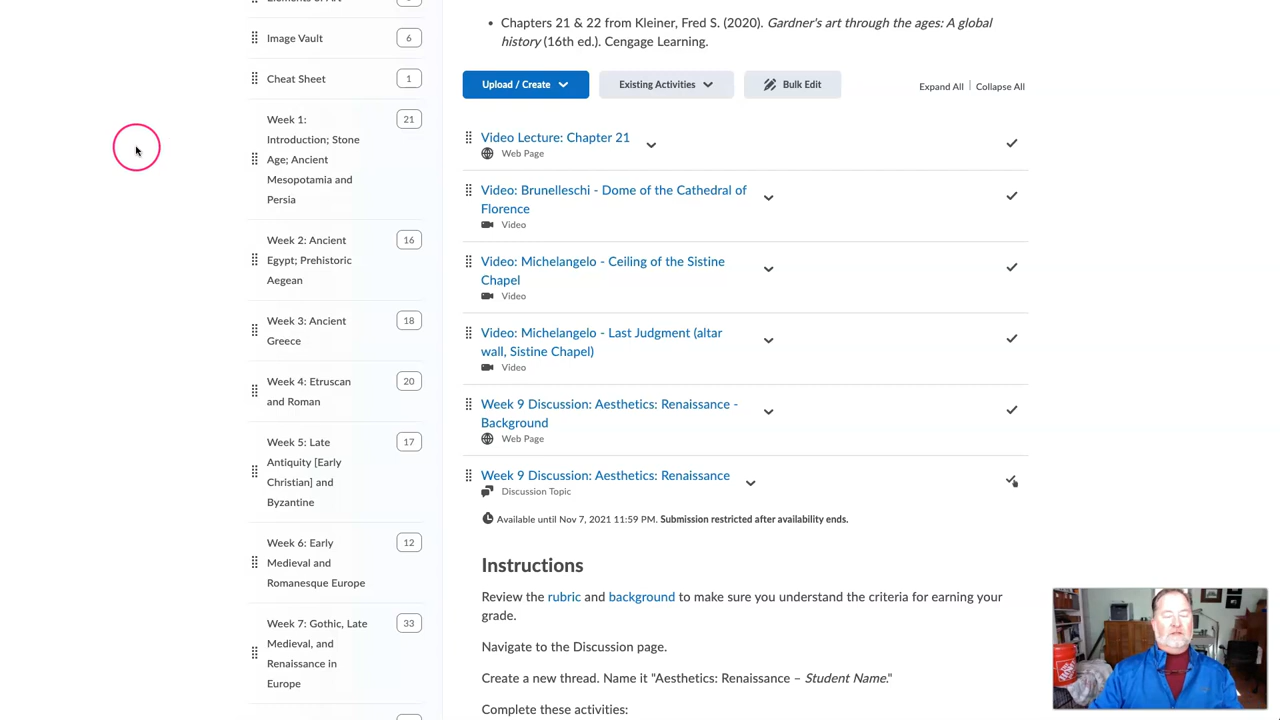 Image Vault
6
Cheat Sheet
1
Week 1:
Introduction; Stone
Age; Ancient
Mesopotamia and
Persia
21
Week 2: Ancient
Egypt; Prehistoric
Aegean
16
Week 3: Ancient
Greece
18
Week 4: Etruscan
and Roman
20
Week 5: Late
Antiquity [Early
Christian] and
Byzantine
17
Week 6: Early
Medieval and
Romanesque Europe
12
Week 7: Gothic, Late
Medieval, and
Renaissance in
Europe
33
• Chapters 21 & 22 from Kleiner, Fred S. (2020). Gardner's art through the ages: A global
history (16th ed.). Cengage Learning.
Upload / Create
Existing Activities
Bulk Edit
Expand All | Collapse All
Video Lecture: Chapter 21
Web Page
Video: Brunelleschi - Dome of the Cathedral of
Florence
Video
Video: Michelangelo - Ceiling of the Sistine
Chapel
Video
Video: Michelangelo - Last Judgment (altar
wall, Sistine Chapel)
Video
Week 9 Discussion: Aesthetics: Renaissance -
Background
Web Page
Week 9 Discussion: Aesthetics: Renaissance
Discussion Topic
Available until Nov 7, 2021 11:59 PM. Submission restricted after availability ends.
Instructions
Review the rubric and background to make sure you understand the criteria for earning your
grade.
Navigate to the Discussion page.
Create a new thread. Name it "Aesthetics: Renaissance – Student Name."
Complete these activities: